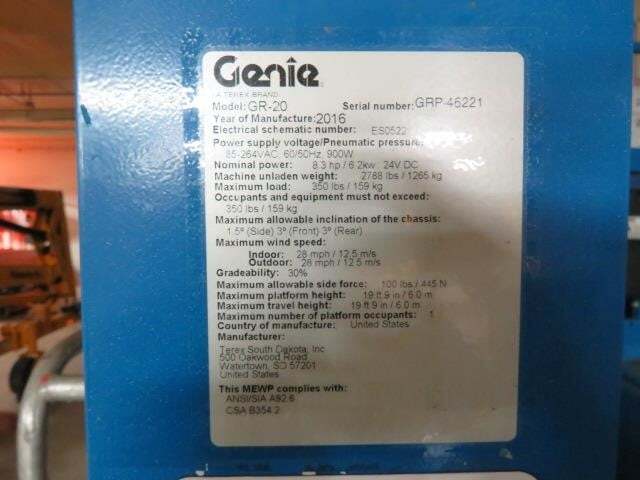 Genie
A TEREX BRAND
Model: GR-20 Serial number: GRP-46221
Year of Manufacture: 2016
Electrical schematic number: ES0522
Power supply voltage/Pneumatic pressure:
85-264VAC, 60/50Hz, 900W
Nominal power: 8.3 hp / 6.2kw : 24V DC
Machine unladen weight: 2788 lbs / 1265 kg
Maximum load: 350 lbs / 159 kg
Occupants and equipment must not exceed:
350 lbs / 159 kg
Maximum allowable inclination of the chassis:
1.5° (Side) 3° (Front) 3° (Rear)
Maximum wind speed:
Indoor: 28 mph / 12.5 m/s
Outdoor: 28 mph / 12.5 m/s
Gradeability: 30%
Maximum allowable side force: 100 lbs / 445 N
Maximum platform height: 19 ft 9 in / 6.0 m
Maximum travel height: 19 ft 9 in / 6.0 m
Maximum number of platform occupants: 1
Country of manufacture: United States
Manufacturer:
Terex South Dakota, Inc
500 Oakwood Road
Watertown, SD 57201
United States
This MEWP complies with:
ANSI/SIA A92.6
CSA B354.2